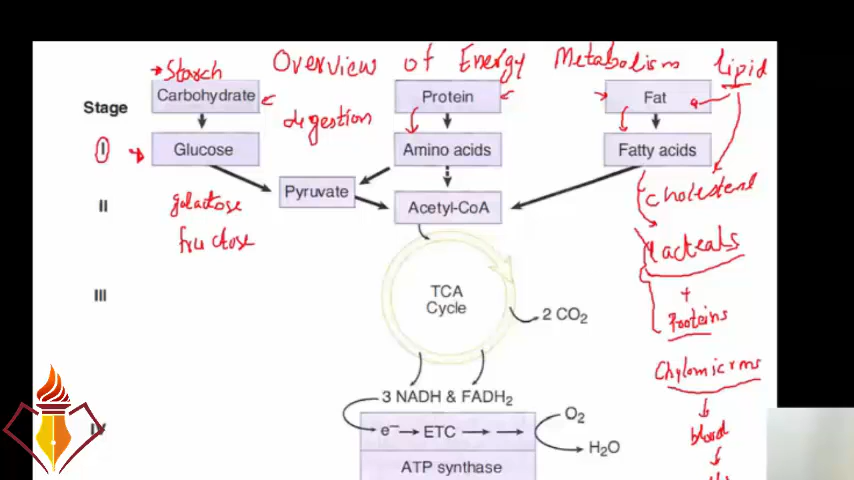 Overview of Energy Metabolism
lipid
→ Starch
Carbohydrate
Protein
Fat
Stage
digestion
I
Glucose
Amino acids
Fatty acids
Pyruvate
Acetyl-CoA
cholesterol
II
galactose
fructose
lacteals
+
Proteins
III
TCA
Cycle
2 CO₂
Chylomicrms
3 NADH & FADH₂
blood
IV
e⁻ → ETC → →
O₂
H₂O
ATP synthase